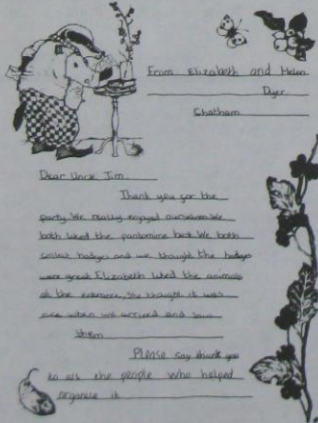 From Elizabeth and Helen
Dyer
Chatham
Dear Uncle Jim
Thank you for the
party. We really enjoyed ourselves. We
both liked the pantomime best. We both
badges and we thought the badges
were great. Elizabeth liked the animals
at the entrance. She thought it was
nice when we arrived and saw
them
Please say thank you
to all the people who helped
organise it